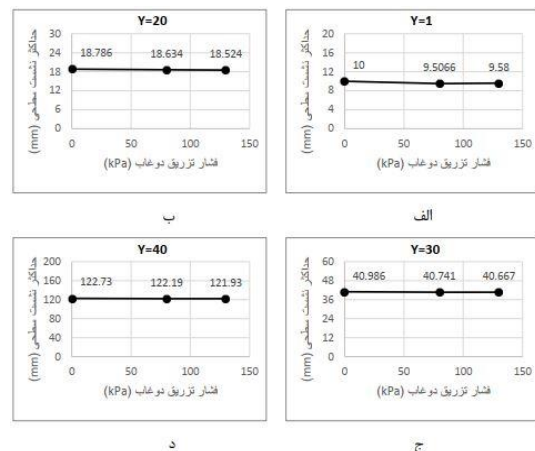 Y=20
حداکثر نشست سطحی (mm)
30
24
18
12
6
0
18.786 18.634 18.524
0 50 100 150
فشار تزریق دوغاب (kPa)
ب
Y=1
حداکثر نشست سطحی (mm)
20
16
12
8
4
0
10 9.5066 9.58
0 50 100 150
فشار تزریق دوغاب (kPa)
الف
Y=40
حداکثر نشست سطحی (mm)
200
160
120
80
40
0
122.73 122.19 121.93
0 50 100 150
فشار تزریق دوغاب (kPa)
د
Y=30
حداکثر نشست سطحی (mm)
60
48
36
24
12
0
40.986 40.741 40.667
0 50 100 150
فشار تزریق دوغاب (kPa)
ج